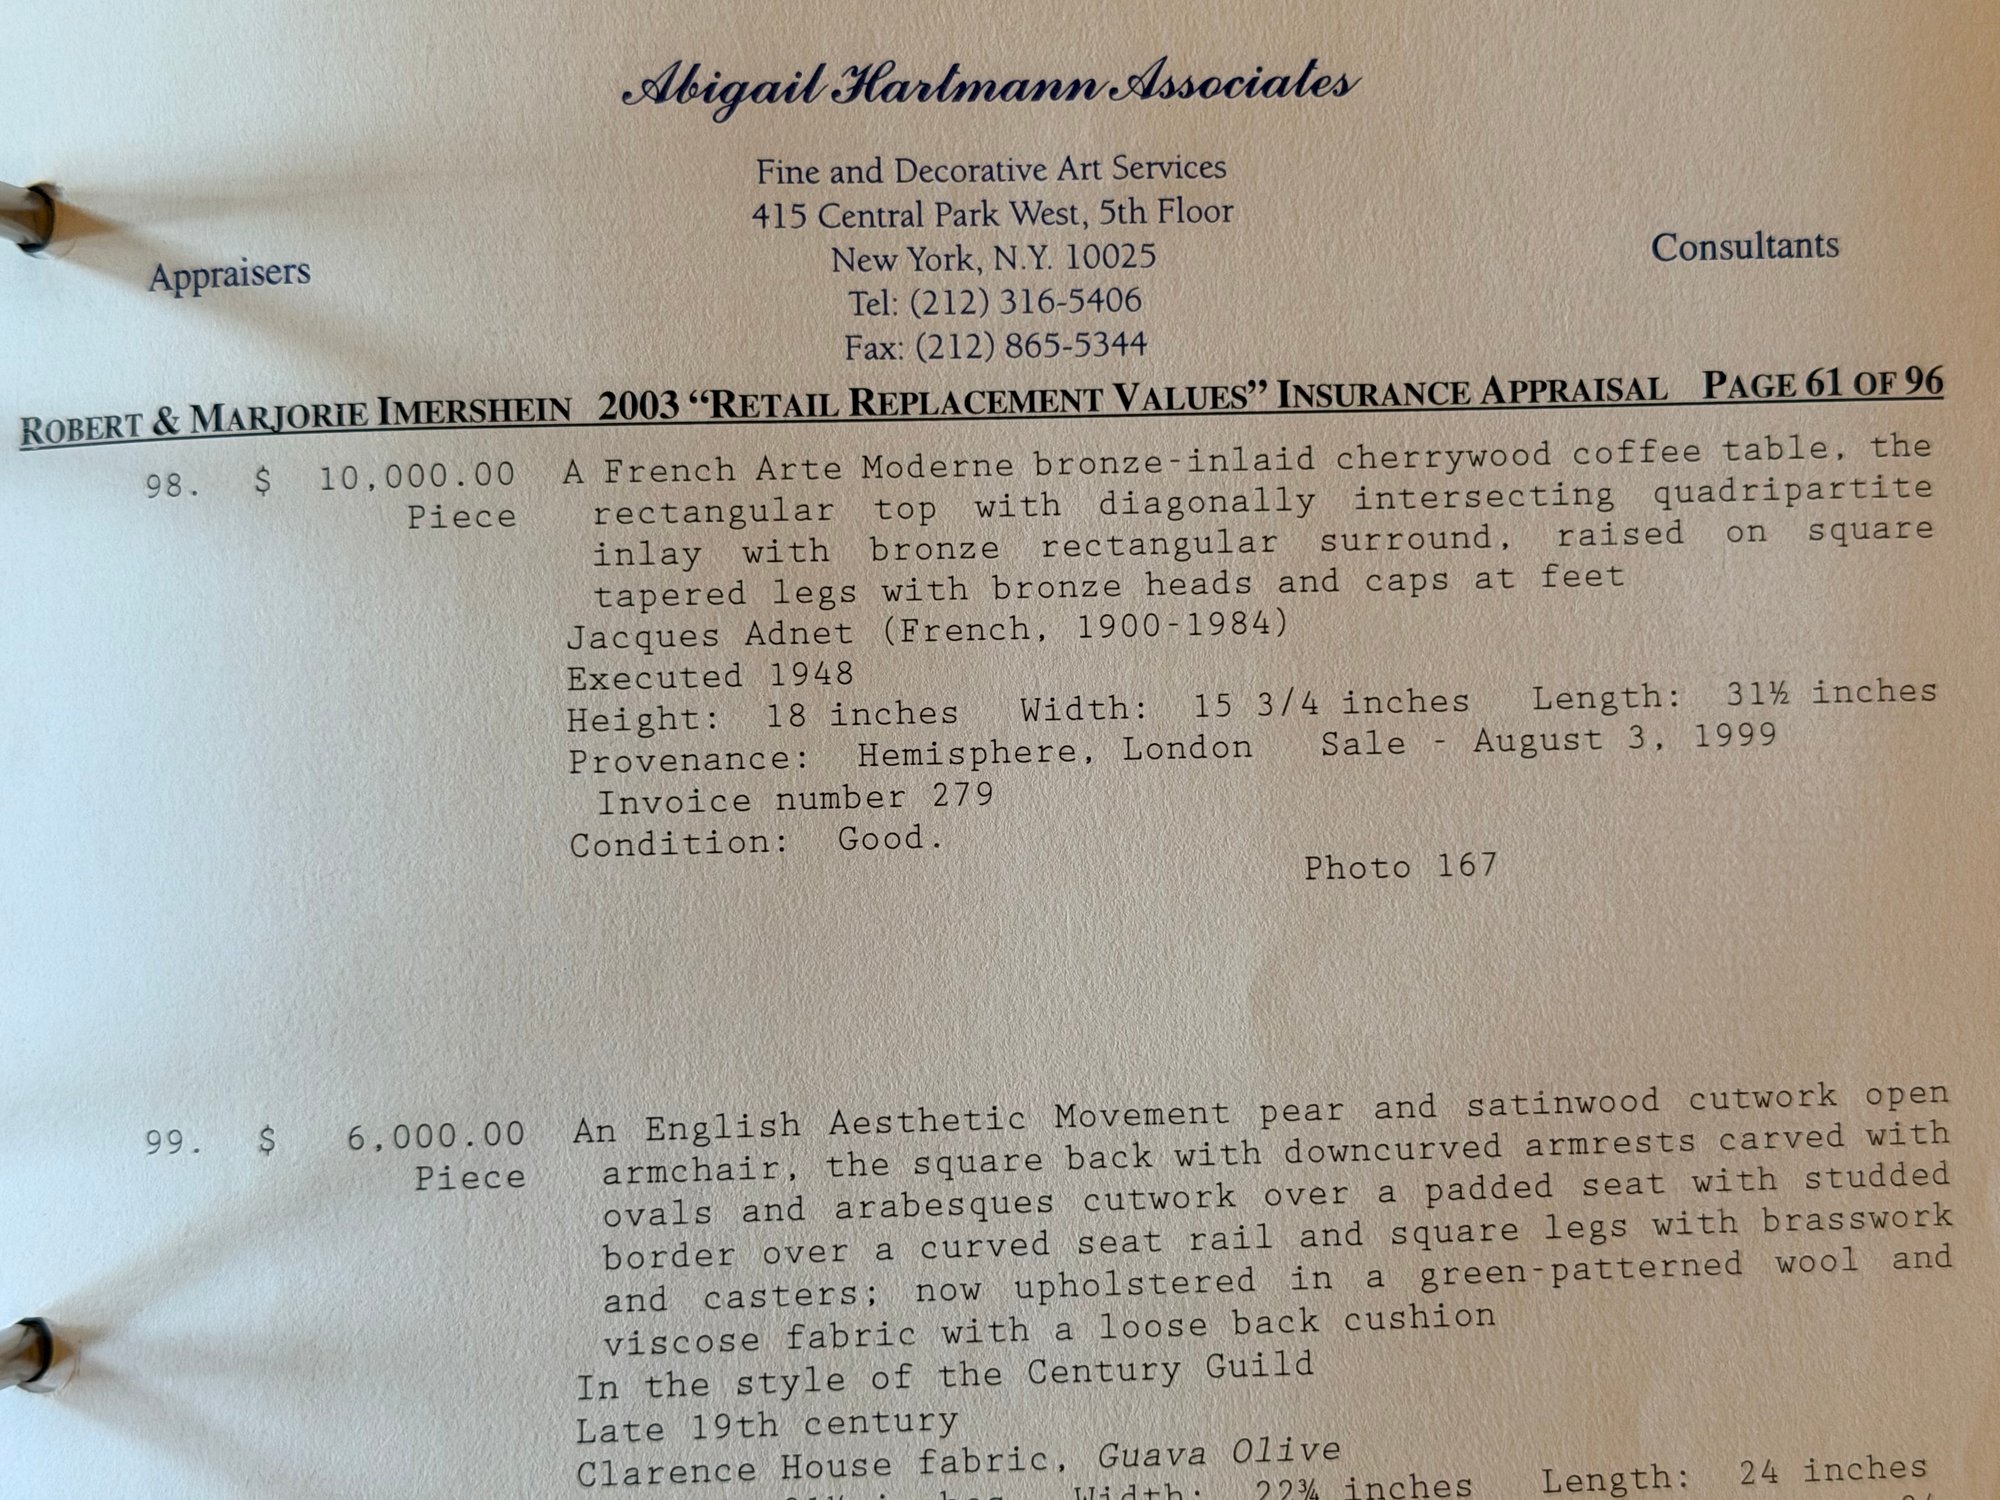 Abigail Hartmann Associates
Fine and Decorative Art Services
415 Central Park West, 5th Floor
New York, N.Y. 10025
Tel: (212) 316-5406
Fax: (212) 865-5344
Appraisers
Consultants
ROBERT & MARJORIE IMERSHEIN 2003 “RETAIL REPLACEMENT VALUES” INSURANCE APPRAISAL PAGE 61 OF 96
98. $ 10,000.00 A French Arte Moderne bronze-inlaid cherrywood coffee table, the
Piece rectangular top with diagonally intersecting quadripartite
inlay with bronze rectangular surround, raised on square
tapered legs with bronze heads and caps at feet
Jacques Adnet (French, 1900-1984)
Executed 1948
Height: 18 inches Width: 15 3/4 inches Length: 31½ inches
Provenance: Hemisphere, London Sale - August 3, 1999
Invoice number 279
Condition: Good.
Photo 167
99. $ 6,000.00 An English Aesthetic Movement pear and satinwood cutwork open
Piece armchair, the square back with downcurved armrests carved with
ovals and arabesques cutwork over a padded seat with studded
border over a curved seat rail and square legs with brasswork
and casters; now upholstered in a green-patterned wool and
viscose fabric with a loose back cushion
In the style of the Century Guild
Late 19th century
Clarence House fabric, Guava Olive
Width: 22¾ inches Length: 24 inches